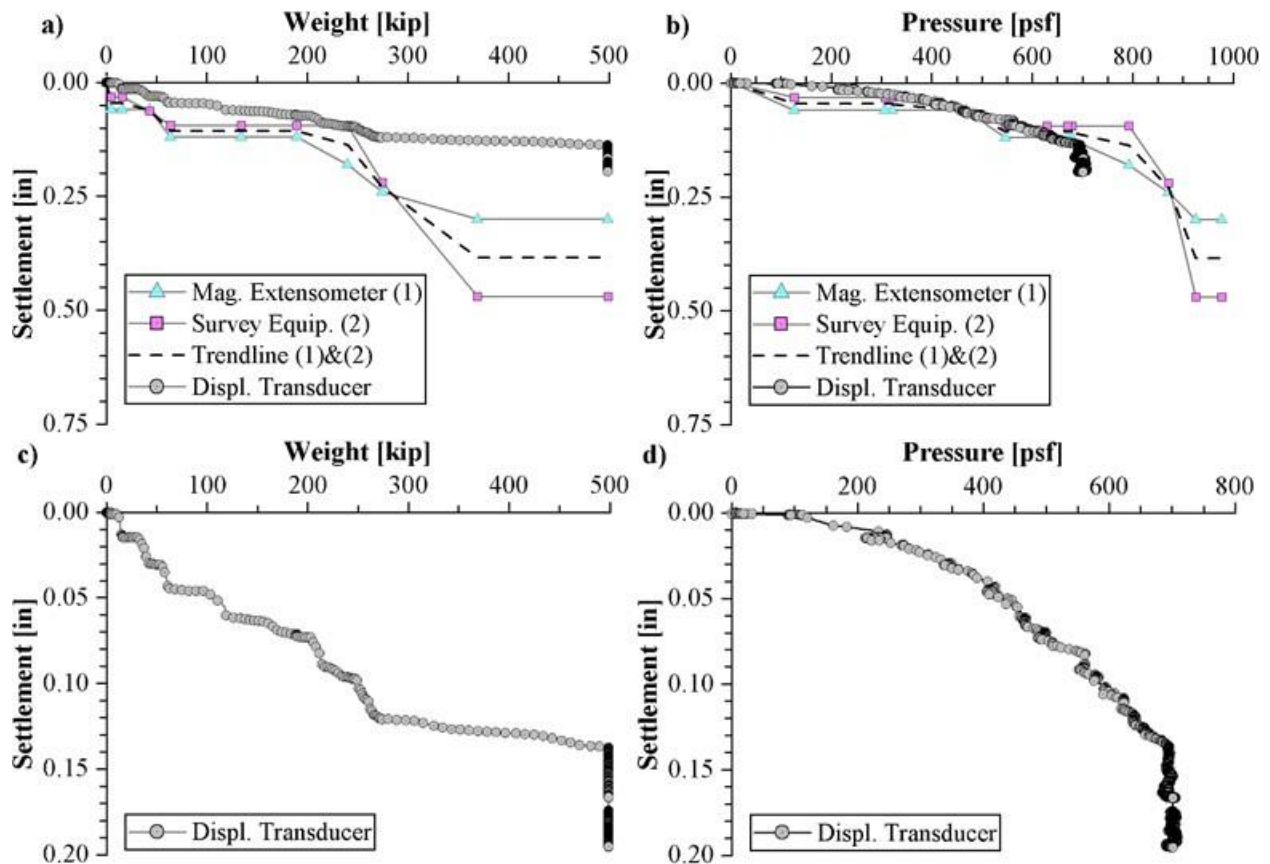 a)
Weight [kip]
0 100 200 300 400 500
0.00
0.25
0.50
0.75
Settlement [in]
Mag. Extensometer (1)
Survey Equip. (2)
Trendline (1)&(2)
Displ. Transducer
b)
Pressure [psf]
0 200 400 600 800 1000
0.00
0.25
0.50
0.75
Settlement [in]
Mag. Extensometer (1)
Survey Equip. (2)
Trendline (1)&(2)
Displ. Transducer
c)
Weight [kip]
0 100 200 300 400 500
0.00
0.05
0.10
0.15
0.20
Settlement [in]
Displ. Transducer
d)
Pressure [psf]
0 200 400 600 800
0.00
0.05
0.10
0.15
0.20
Settlement [in]
Displ. Transducer